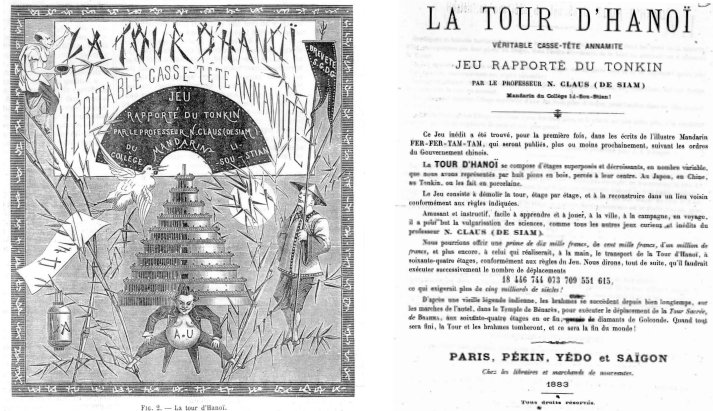 LA TOUR D'HANOÏ
VÉRITABLE CASSE-TÊTE ANNAMITE
BREVETÉ
S.G.D.G.
JEU
RAPPORTÉ DU TONKIN
PAR LE PROFESSEUR N. CLAUS (DE SIAM)
MANDARIN
DU
COLLÈGE
LI
SOU-STIAN
HANOÏ
A U
FIG. 2. — La tour d'Hanoï.
LA TOUR D'HANOÏ
VÉRITABLE CASSE-TÊTE ANNAMITE
JEU RAPPORTÉ DU TONKIN
PAR LE PROFESSEUR N. CLAUS (DE SIAM)
Mandarin du Collège Li-Sou-Stian!
Ce Jeu inédit a été trouvé, pour la première fois, dans les écrits de l'illustre Mandarin
FER-FER-TAM-TAM, qui seront publiés, plus ou moins prochainement, suivant les ordres
du Gouvernement chinois.
La TOUR D'HANOÏ se compose d'étages superposés et décroissants, en nombre variable,
que nous avons représentés par huit pions en bois, percés à leur centre. Au Japon, en Chine,
au Tonkin, on les fait en porcelaine.
Le Jeu consiste à démolir la tour, étage par étage, et à la reconstruire dans un lieu voisin
conformément aux règles indiquées.
Amusant et instructif, facile à apprendre et à jouer, à la ville, à la campagne, en voyage,
il a pour but la vulgarisation des sciences, comme tous les autres jeux curieux et inédits du
professeur N. CLAUS (DE SIAM).
Nous pourrions offrir une prime de dix mille francs, de cent mille francs, d'un million de
francs, et plus encore, à celui qui réaliserait, à la main, le transport de la Tour d'Hanoï, à
soixante-quatre étages, conformément aux règles du Jeu. Nous dirons, tout de suite, qu'il faudrait
exécuter successivement le nombre de déplacements
18 446 744 073 709 551 615,
ce qui exigerait plus de cinq milliards de siècles!
D'après une vieille légende indienne, les brahmes se succèdent depuis bien longtemps, sur
les marches de l'autel, dans le Temple de Bénarès, pour exécuter le déplacement de la Tour Sacrée,
de BRAHMA, aux soixante-quatre étages en or fin, de diamants de Golconde. Quand tout
sera fini, la Tour et les brahmes tomberont, et ce sera la fin du monde!
PARIS, PÉKIN, YÉDO et SAÏGON
Chez les libraires et marchands de nouveautés.
1883
Tous droits réservés.